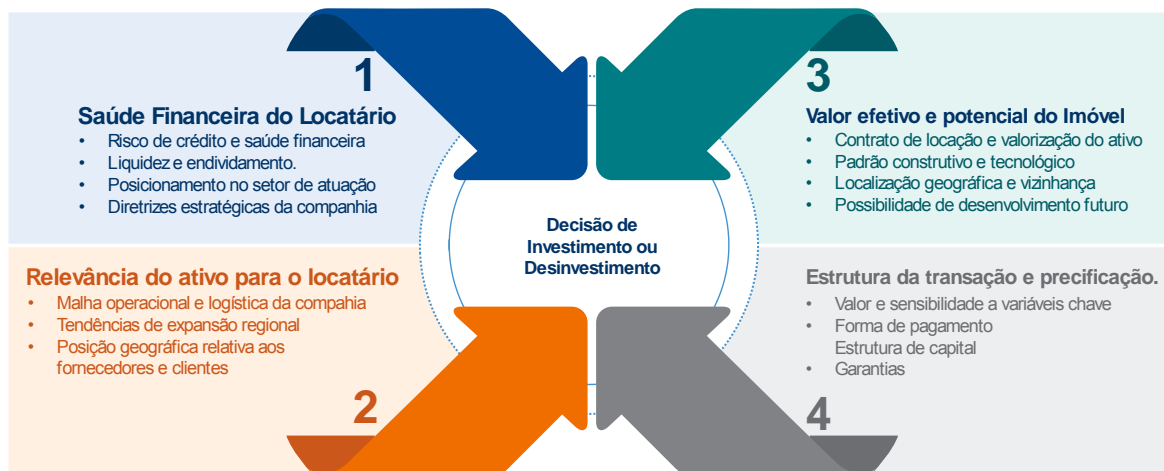 1
Saúde Financeira do Locatário
• Risco de crédito e saúde financeira
• Liquidez e endividamento.
• Posicionamento no setor de atuação
• Diretrizes estratégicas da companhia
Relevância do ativo para o locatário
• Malha operacional e logística da compahia
• Tendências de expansão regional
• Posição geográfica relativa aos
fornecedores e clientes
2
Decisão de
Investimento ou
Desinvestimento
3
Valor efetivo e potencial do Imóvel
• Contrato de locação e valorização do ativo
• Padrão construtivo e tecnológico
• Localização geográfica e vizinhança
• Possibilidade de desenvolvimento futuro
Estrutura da transação e precificação.
• Valor e sensibilidade a variáveis chave
• Forma de pagamento
Estrutura de capital
• Garantias
4